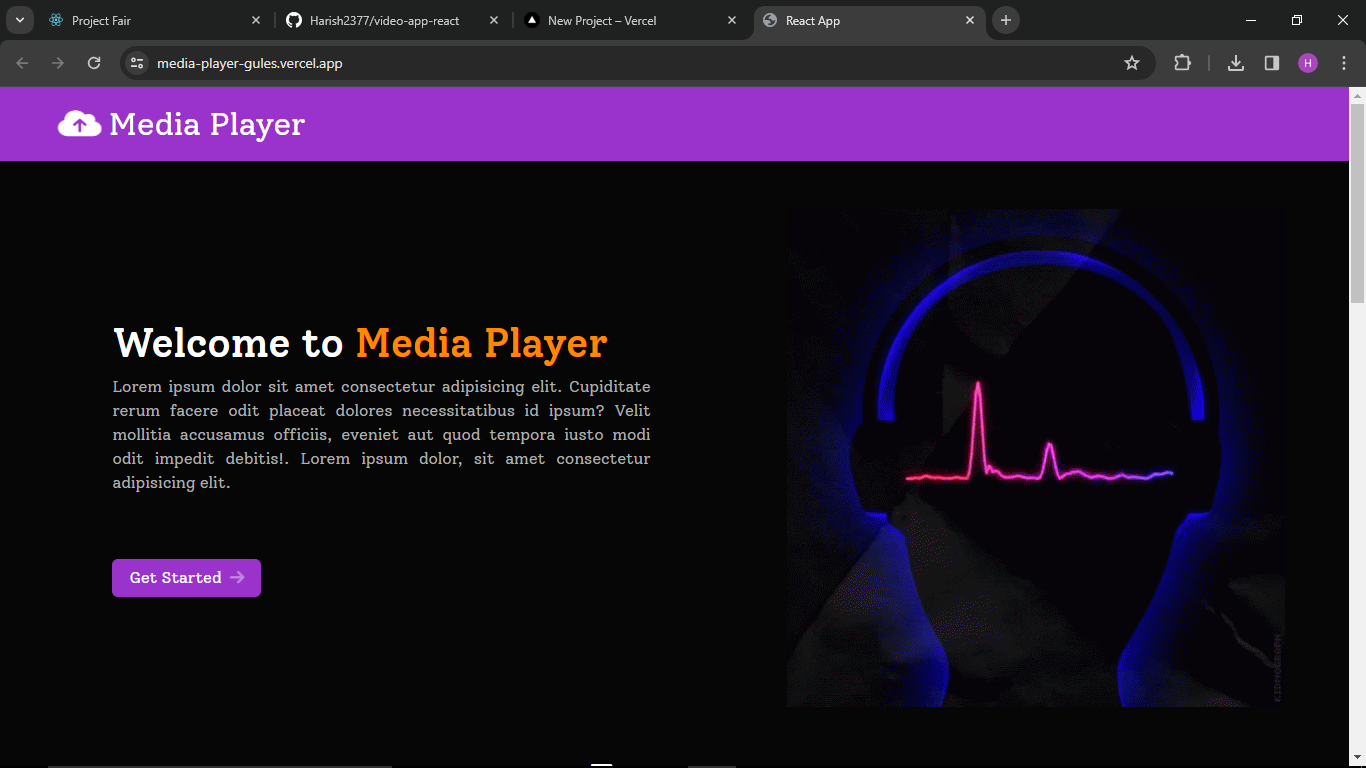 Project Fair
Harish2377/video-app-react
New Project – Vercel
React App
media-player-gules.vercel.app
H
Media Player
Welcome to Media Player
Lorem ipsum dolor sit amet consectetur adipisicing elit. Cupiditate
rerum facere odit placeat dolores necessitatibus id ipsum? Velit
mollitia accusamus officiis, eveniet aut quod tempora iusto modi
odit impedit debitis!. Lorem ipsum dolor, sit amet consectetur
adipisicing elit.
Get Started